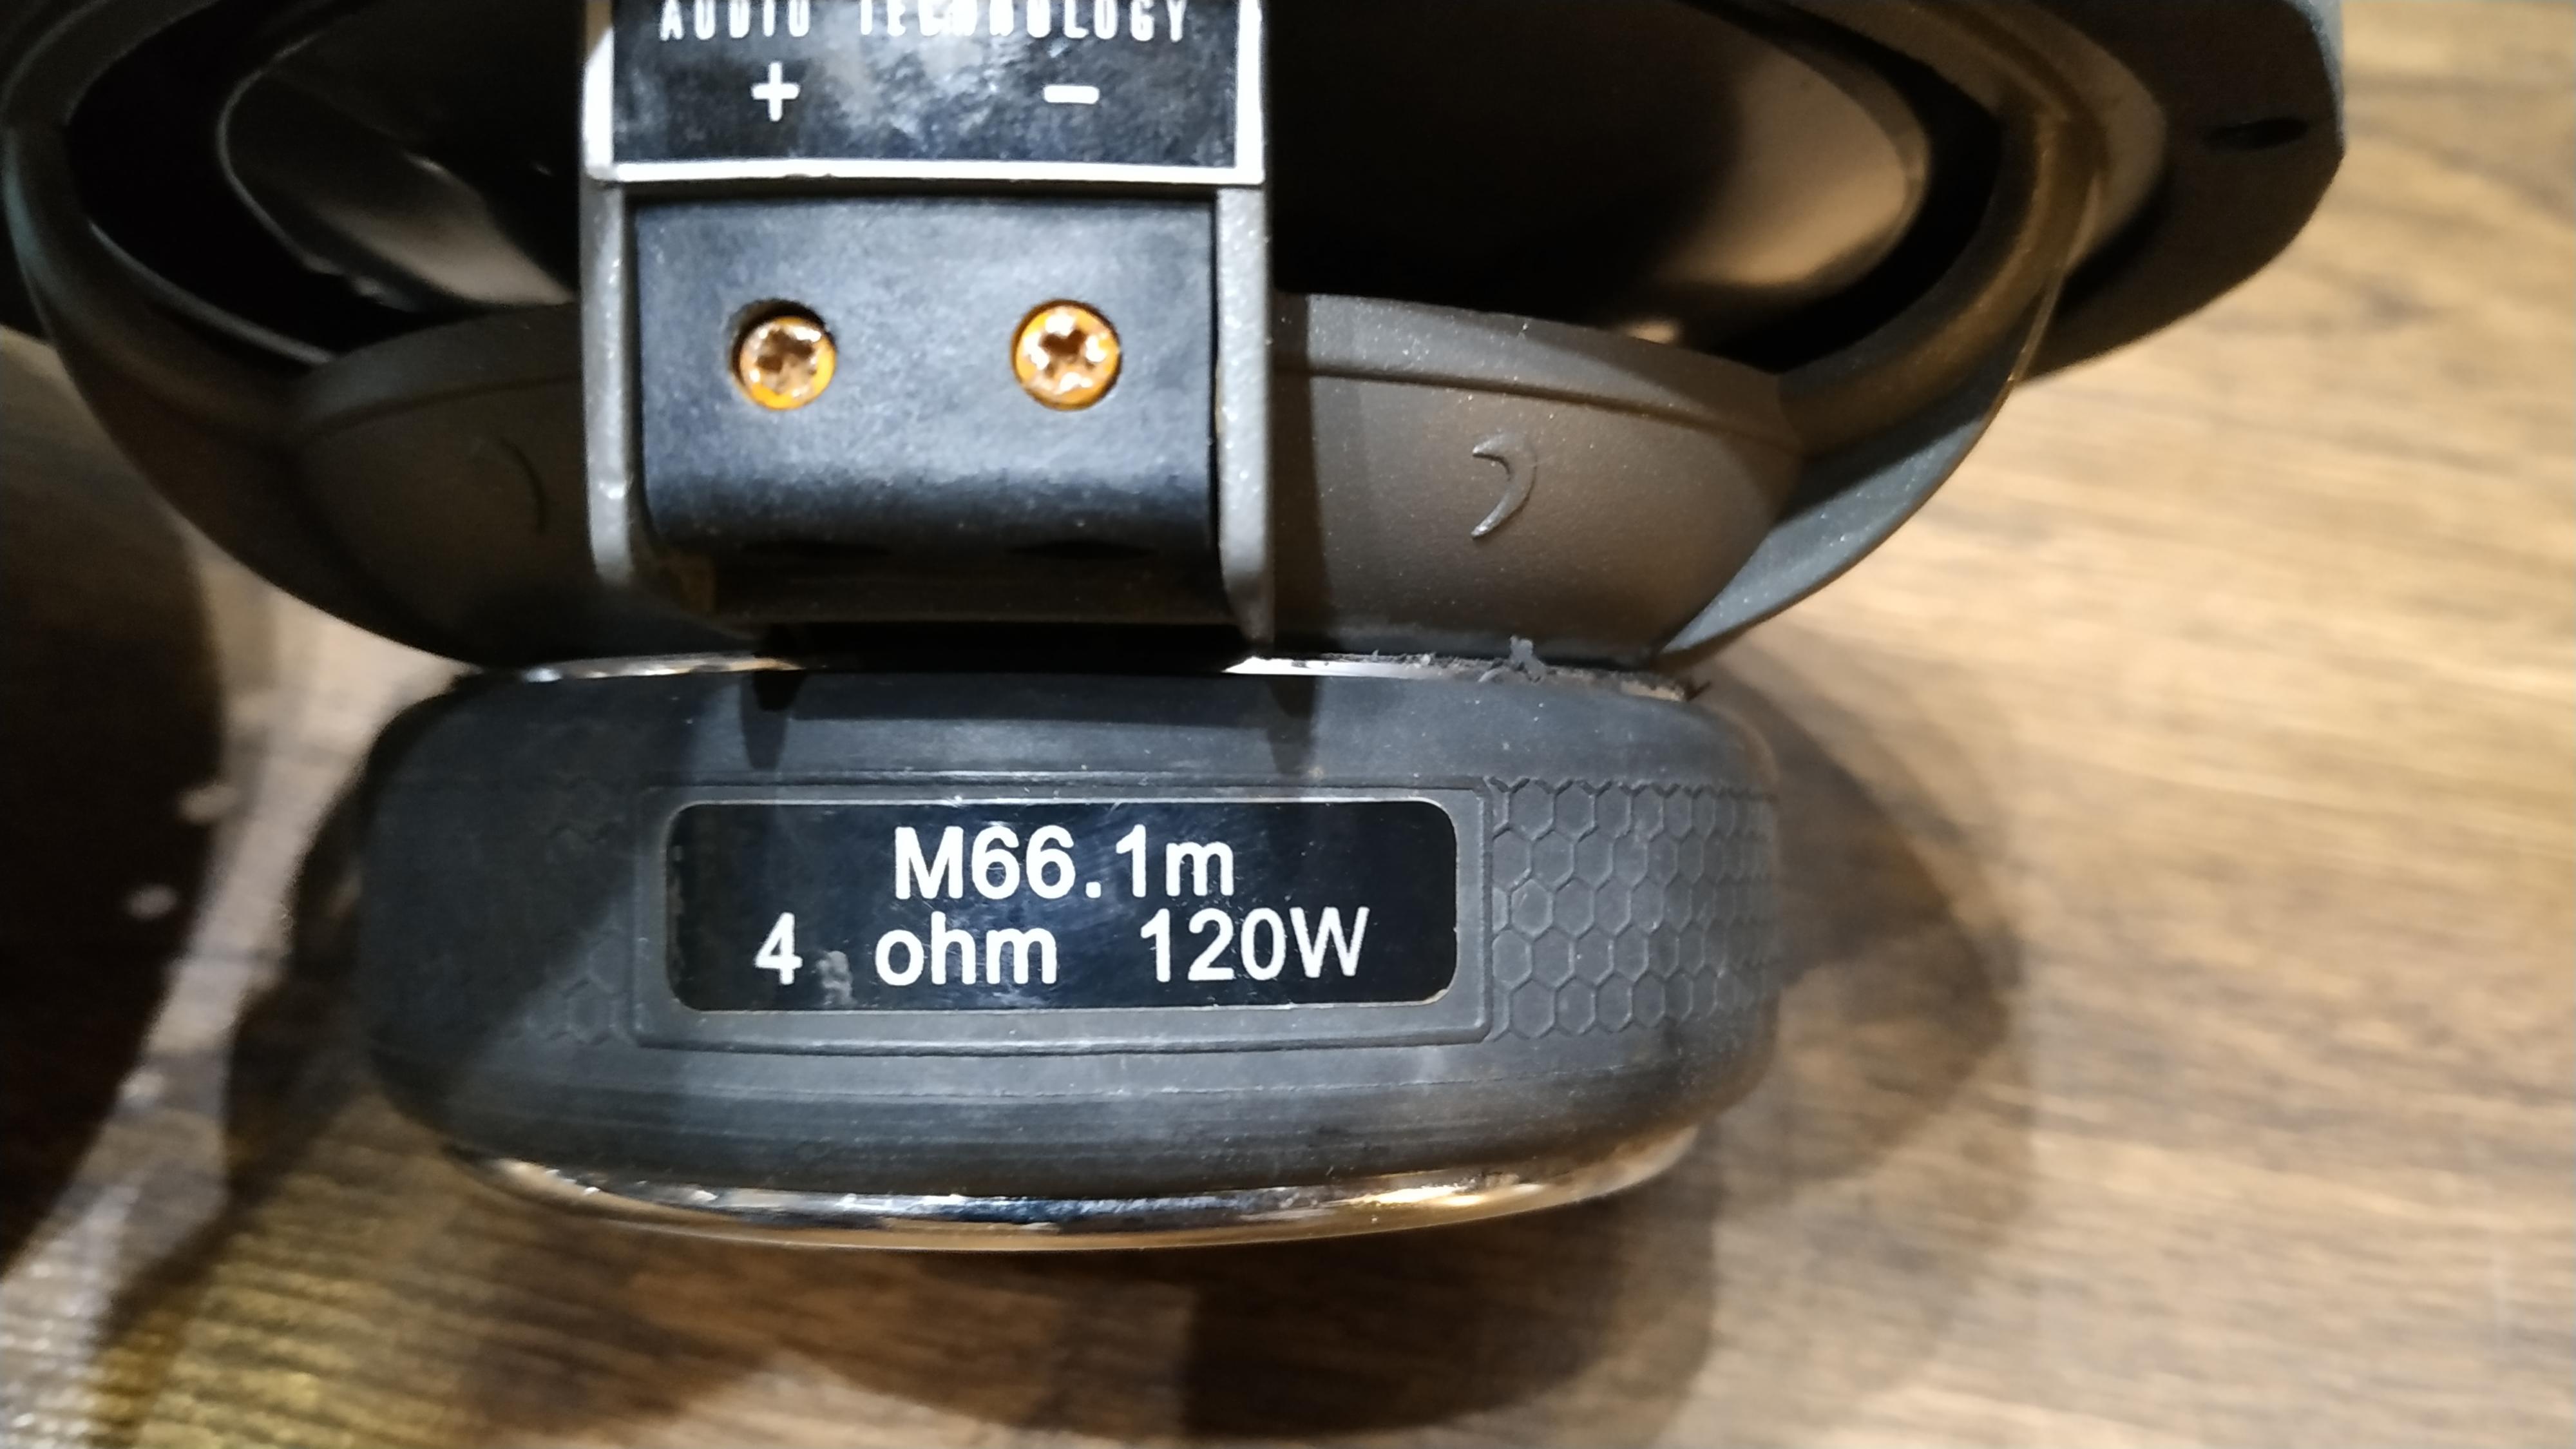 AUDIO TECHNOLOGY
+ -
M66.1m
4 ohm 120W